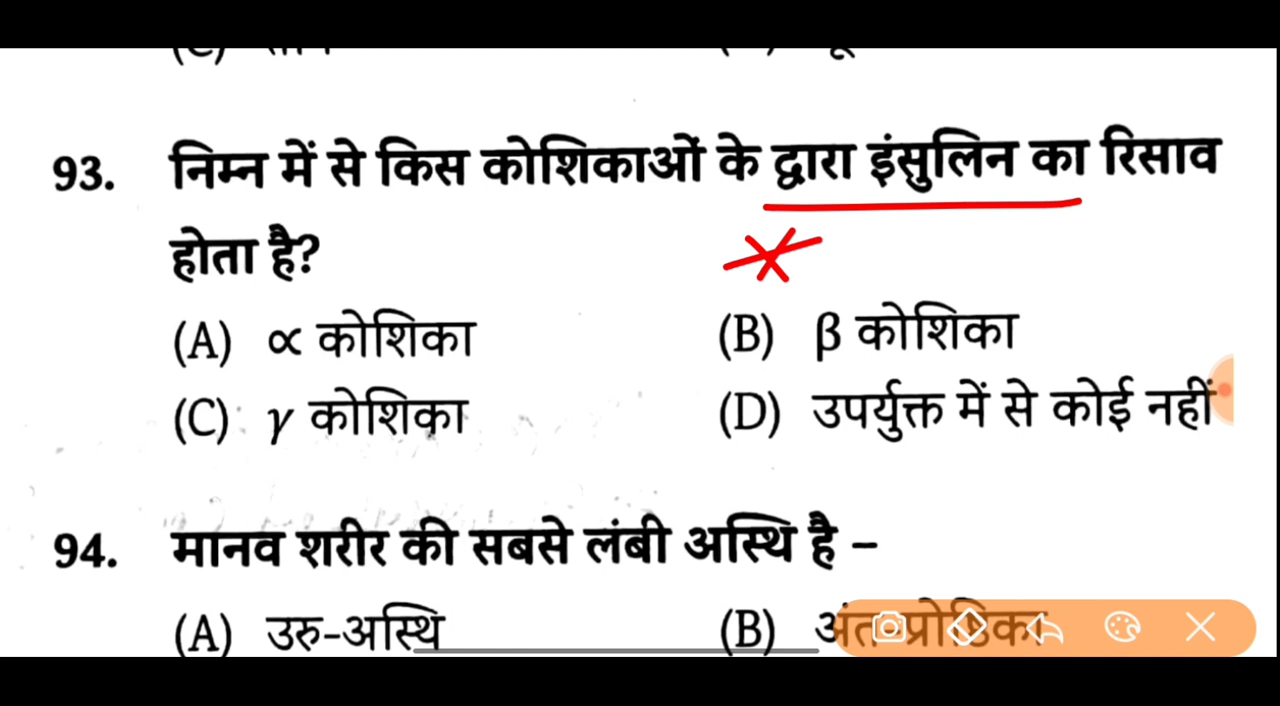 93. निम्न में से किस कोशिकाओं के द्वारा इंसुलिन का रिसाव
होता है?
(A) ∝ कोशिका (B) β कोशिका
(C) γ कोशिका (D) उपर्युक्त में से कोई नहीं
94. मानव शरीर की सबसे लंबी अस्थि है –
(A) उरु-अस्थि (B)